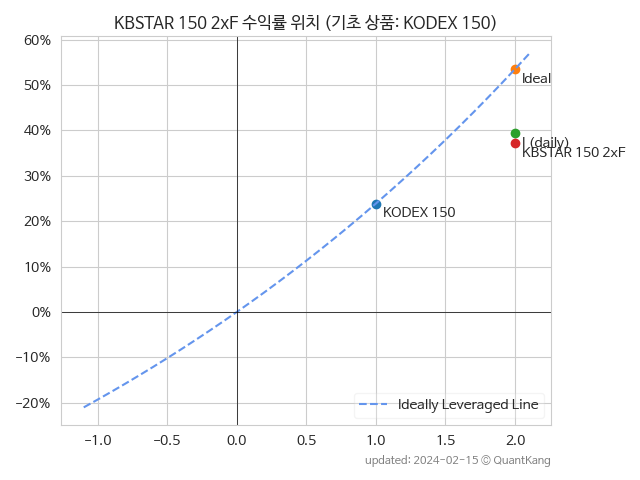 KBSTAR 150 2xF 수익률 위치 (기초 상품: KODEX 150)
60%
50%
40%
30%
20%
10%
0%
−10%
−20%
Ideal
I (daily)
KBSTAR 150 2xF
KODEX 150
Ideally Leveraged Line
−1.0
−0.5
0.0
0.5
1.0
1.5
2.0
updated: 2024-02-15 © QuantKang